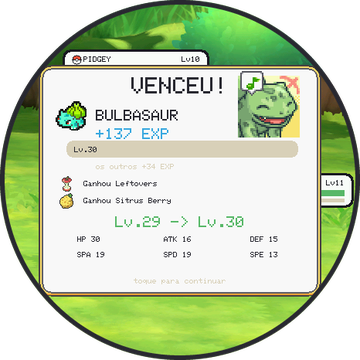 PIDGEY Lv10
VENCEU!
BULBASAUR
+137 EXP
Lv.30
os outros +34 EXP
Ganhou Leftovers
Ganhou Sitrus Berry
Lv11
Lv.29 -> Lv.30
HP 30 ATK 16 DEF 15
SPA 19 SPD 19 SPE 13
toque para continuar